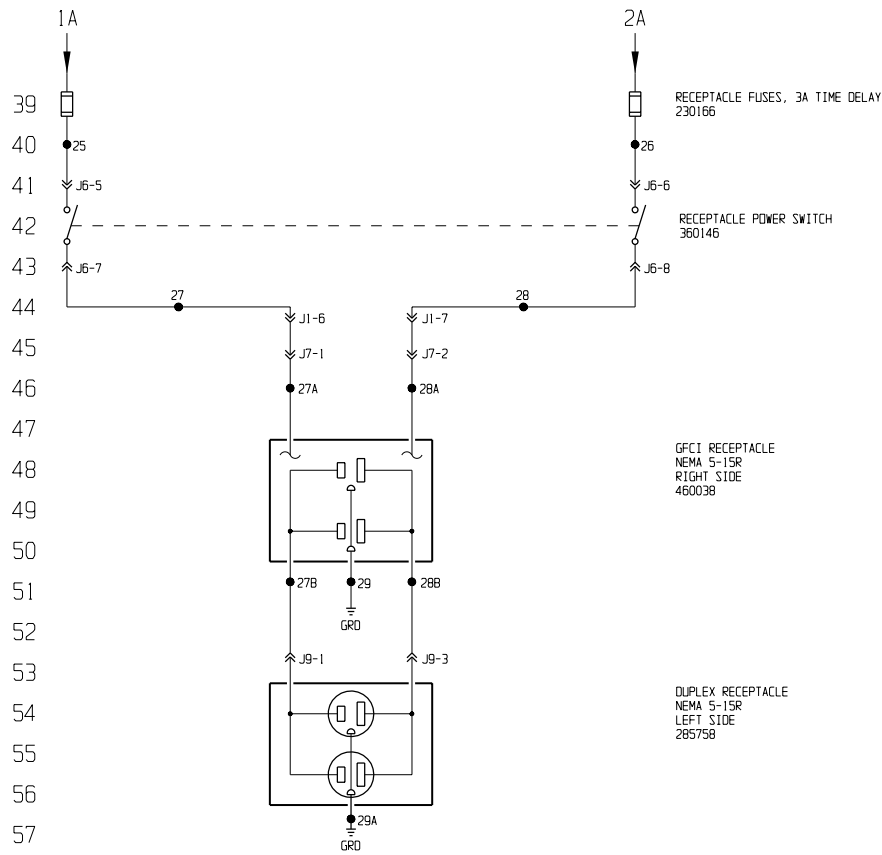 1A 2A
39 RECEPTACLE FUSES, 3A TIME DELAY
230166
40 25 26
41 J6-5 J6-6
42 RECEPTACLE POWER SWITCH
360146
43 J6-7 J6-8
44 27 28
J1-6 J1-7
45 J7-1 J7-2
46 27A 28A
47
GFCI RECEPTACLE
48 NEMA 5-15R
RIGHT SIDE
460038
49
50
51 27B 29 28B
GRD
52
53 J9-1 J9-3
DUPLEX RECEPTACLE
NEMA 5-15R
54 LEFT SIDE
285758
55
56
57 29A
GRD